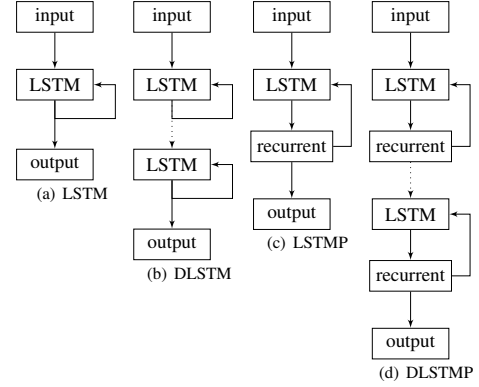 input
LSTM
output
(a) LSTM
input
LSTM
LSTM
output
(b) DLSTM
input
LSTM
recurrent
output
(c) LSTMP
input
LSTM
recurrent
LSTM
recurrent
output
(d) DLSTMP